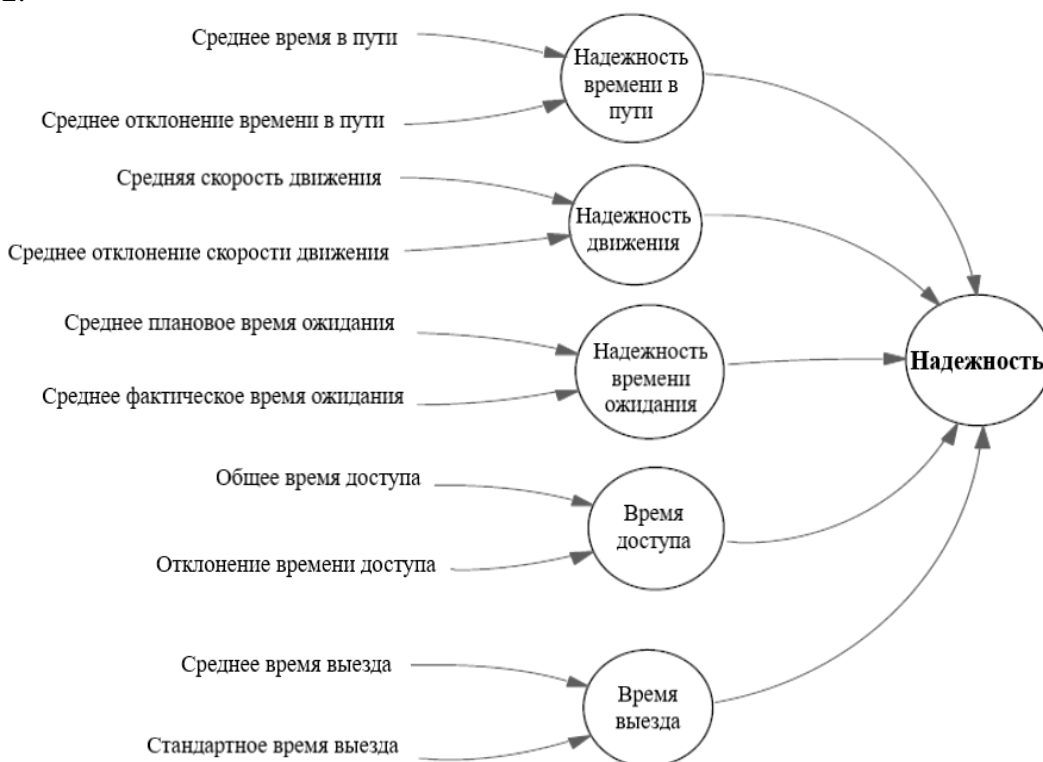 Среднее время в пути
Среднее отклонение времени в пути
Надежность
времени в
пути
Средняя скорость движения
Среднее отклонение скорости движения
Надежность
движения
Среднее плановое время ожидания
Среднее фактическое время ожидания
Надежность
времени
ожидания
Надежность
Общее время доступа
Отклонение времени доступа
Время
доступа
Среднее время выезда
Стандартное время выезда
Время
выезда